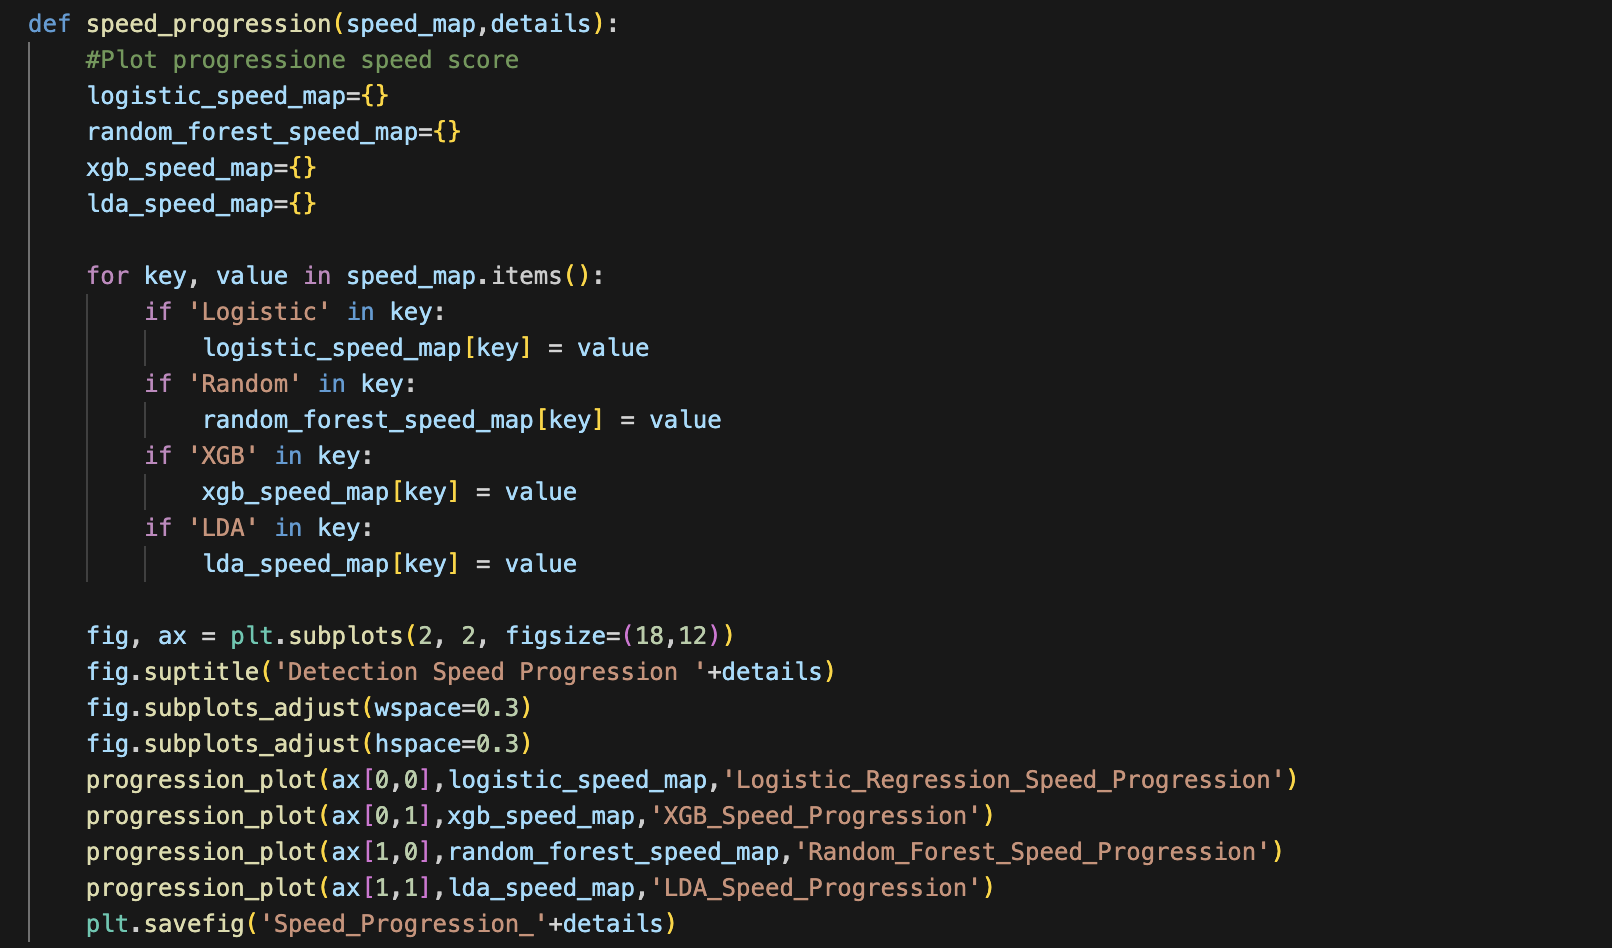 def speed_progression(speed_map,details):
    #Plot progressione speed score
    logistic_speed_map={}
    random_forest_speed_map={}
    xgb_speed_map={}
    lda_speed_map={}

    for key, value in speed_map.items():
        if 'Logistic' in key:
            logistic_speed_map[key] = value
        if 'Random' in key:
            random_forest_speed_map[key] = value
        if 'XGB' in key:
            xgb_speed_map[key] = value
        if 'LDA' in key:
            lda_speed_map[key] = value

    fig, ax = plt.subplots(2, 2, figsize=(18,12))
    fig.suptitle('Detection Speed Progression '+details)
    fig.subplots_adjust(wspace=0.3)
    fig.subplots_adjust(hspace=0.3)
    progression_plot(ax[0,0],logistic_speed_map,'Logistic_Regression_Speed_Progression')
    progression_plot(ax[0,1],xgb_speed_map,'XGB_Speed_Progression')
    progression_plot(ax[1,0],random_forest_speed_map,'Random_Forest_Speed_Progression')
    progression_plot(ax[1,1],lda_speed_map,'LDA_Speed_Progression')
    plt.savefig('Speed_Progression_'+details)